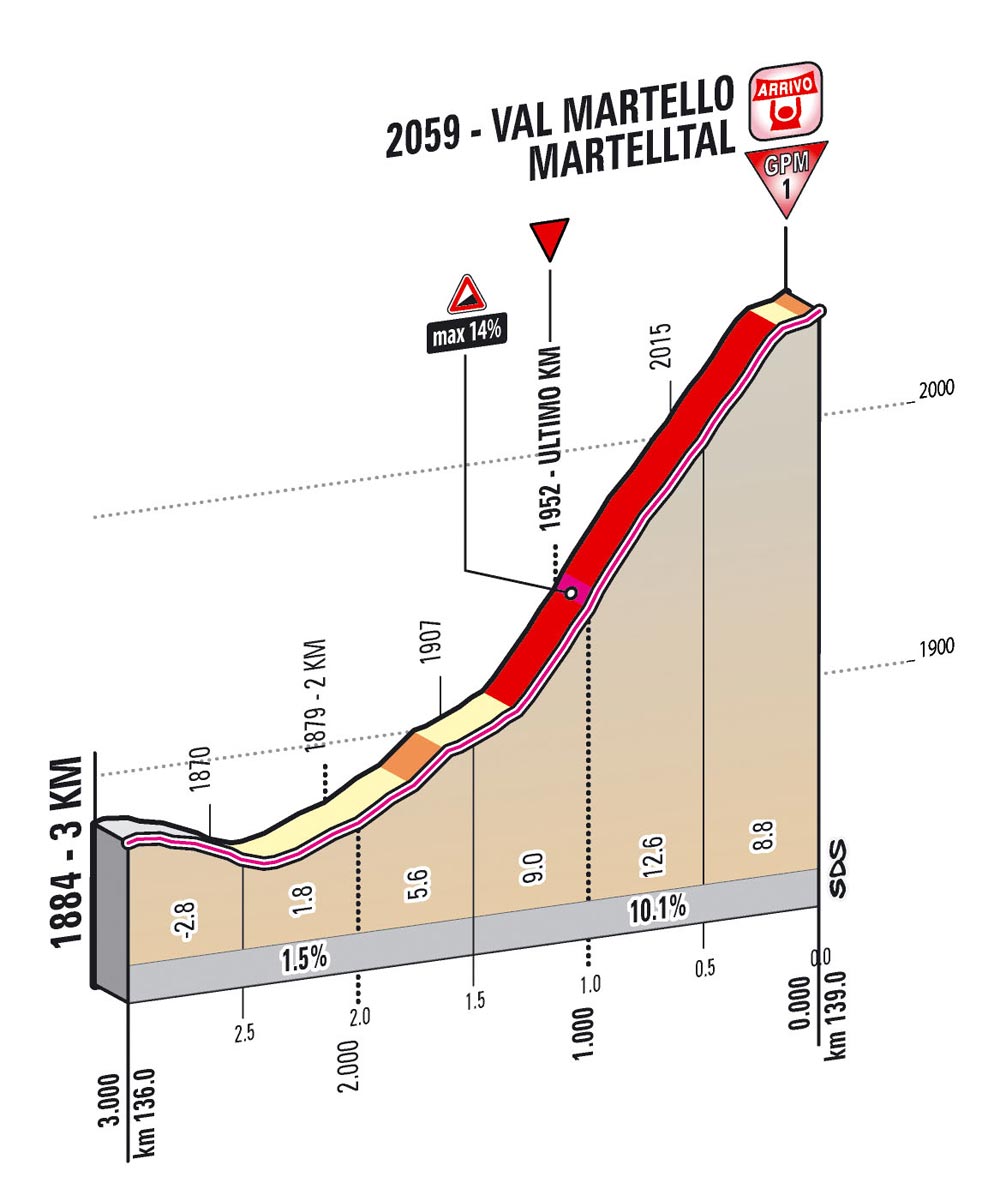 ARRIVO
2059 - VAL MARTELLO
MARTELLTAL
GPM
1
max 14%
2015
1952 - ULTIMO KM
2000
1907
1900
1879 - 2 KM
1870
1884 - 3 KM
-2.8
1.8
5.6
9.0
12.6
8.8
SDS
1.5%
10.1%
2.5
2.0
1.5
1.0
0.5
0.0
3.000
km 136.0
2.000
1.000
0.000
km 139.0